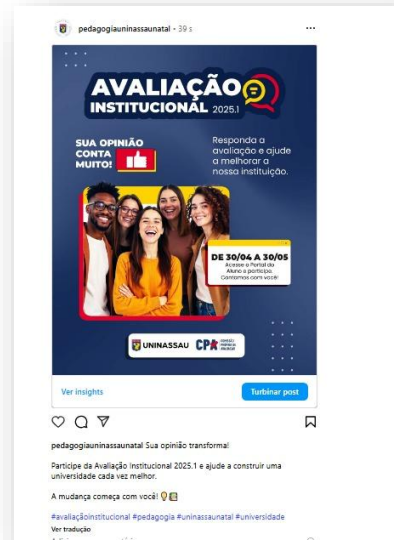 pedagogiauninassaunatal • 39 s
AVALIAÇÃO
INSTITUCIONAL 2025.1
SUA OPINIÃO
CONTA
MUITO!
Responda a
avaliação e ajude
a melhorar a
nossa instituição.
DE 30/04 A 30/05
Acesse o Portal do
Aluno e participe.
Contamos com você!
UNINASSAU
CPA
Ver insights
Turbinar post
pedagogiauninassaunatal Sua opinião transforma!
Participe da Avaliação Institucional 2025.1 e ajude a construir uma
universidade cada vez melhor.
A mudança começa com você!
#avaliaçãoinstitucional #pedagogia #uninassaunatal #universidade
Ver tradução